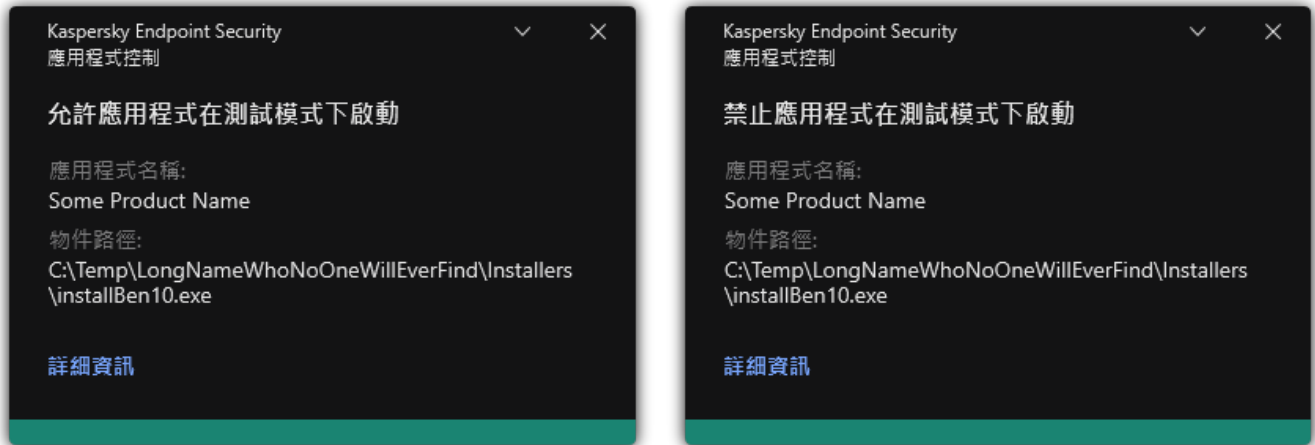 Kaspersky Endpoint Security
應用程式控制
允許應用程式在測試模式下啟動
應用程式名稱:
Some Product Name
物件路徑:
C:\Temp\LongNameWhoNoOneWillEverFind\Installers
\installBen10.exe
詳細資訊
Kaspersky Endpoint Security
應用程式控制
禁止應用程式在測試模式下啟動
應用程式名稱:
Some Product Name
物件路徑:
C:\Temp\LongNameWhoNoOneWillEverFind\Installers
\installBen10.exe
詳細資訊